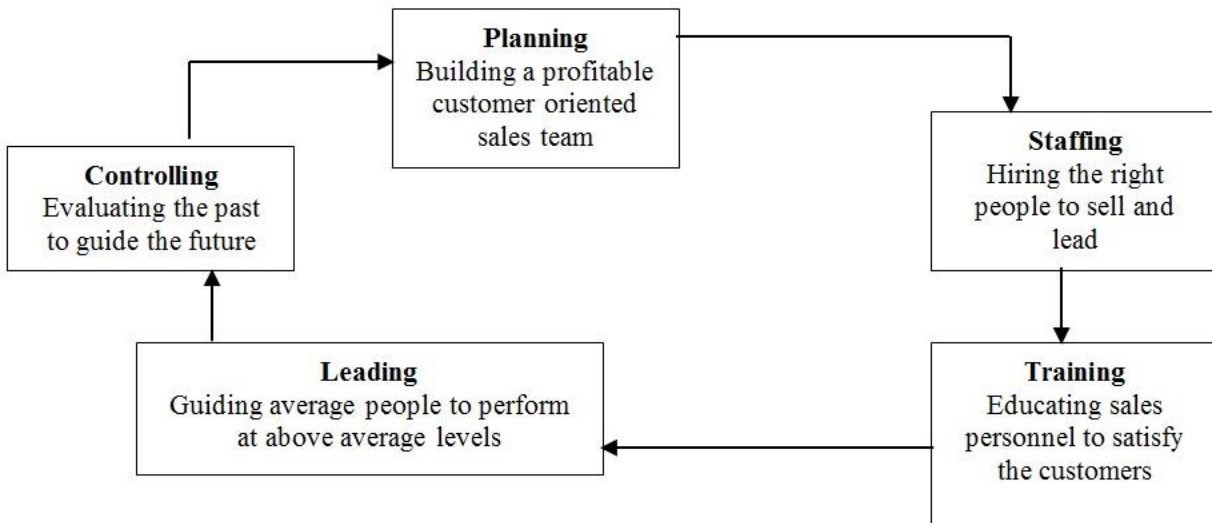 Planning
Building a profitable
customer oriented
sales team
Staffing
Hiring the right
people to sell and
lead
Training
Educating sales
personnel to satisfy
the customers
Leading
Guiding average people to perform
at above average levels
Controlling
Evaluating the past
to guide the future